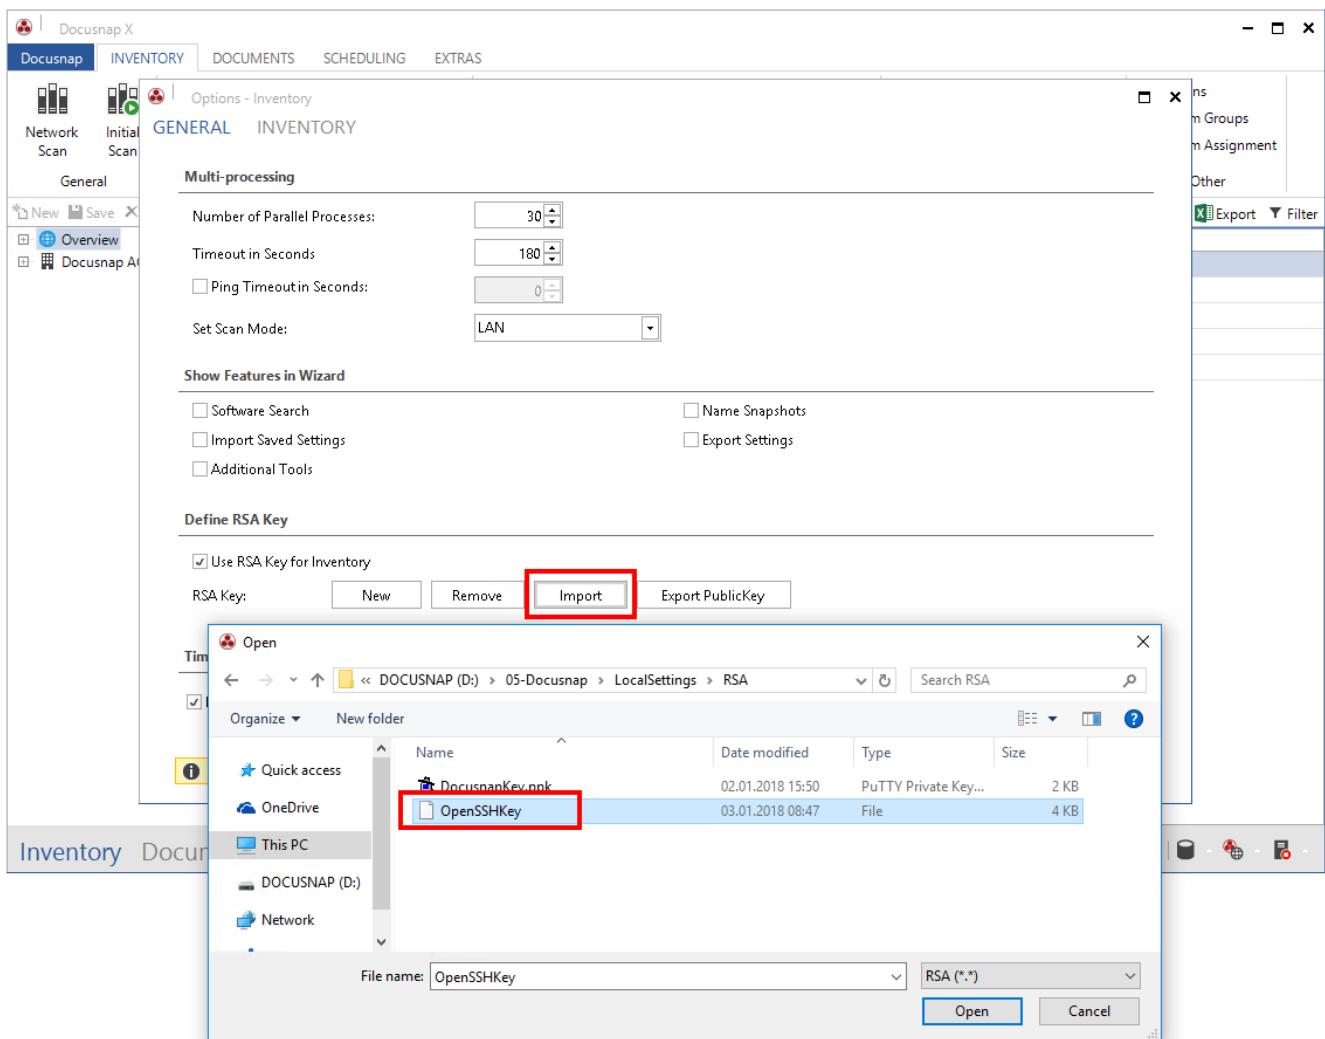 Docusnap X
Docusnap INVENTORY DOCUMENTS SCHEDULING EXTRAS
Network Scan
Initial Scan
General
Options - Inventory
GENERAL INVENTORY
ns
m Groups
m Assignment
Other
New Save
Export Filter
Overview
Docusnap A
Multi-processing
Number of Parallel Processes: 30
Timeout in Seconds 180
Ping Timeout in Seconds: 0
Set Scan Mode: LAN
Show Features in Wizard
Software Search Name Snapshots
Import Saved Settings Export Settings
Additional Tools
Define RSA Key
Use RSA Key for Inventory
RSA Key: New Remove Import Export PublicKey
Tim
Open
« DOCUSNAP (D:) › 05-Docusnap › LocalSettings › RSA Search RSA
Organize New folder
Name Date modified Type Size
DocusnapKey.ppk 02.01.2018 15:50 PuTTY Private Key... 2 KB
OpenSSHKey 03.01.2018 08:47 File 4 KB
Quick access
OneDrive
This PC
DOCUSNAP (D:)
Network
File name: OpenSSHKey RSA (*.*)
Open Cancel
Inventory Docur